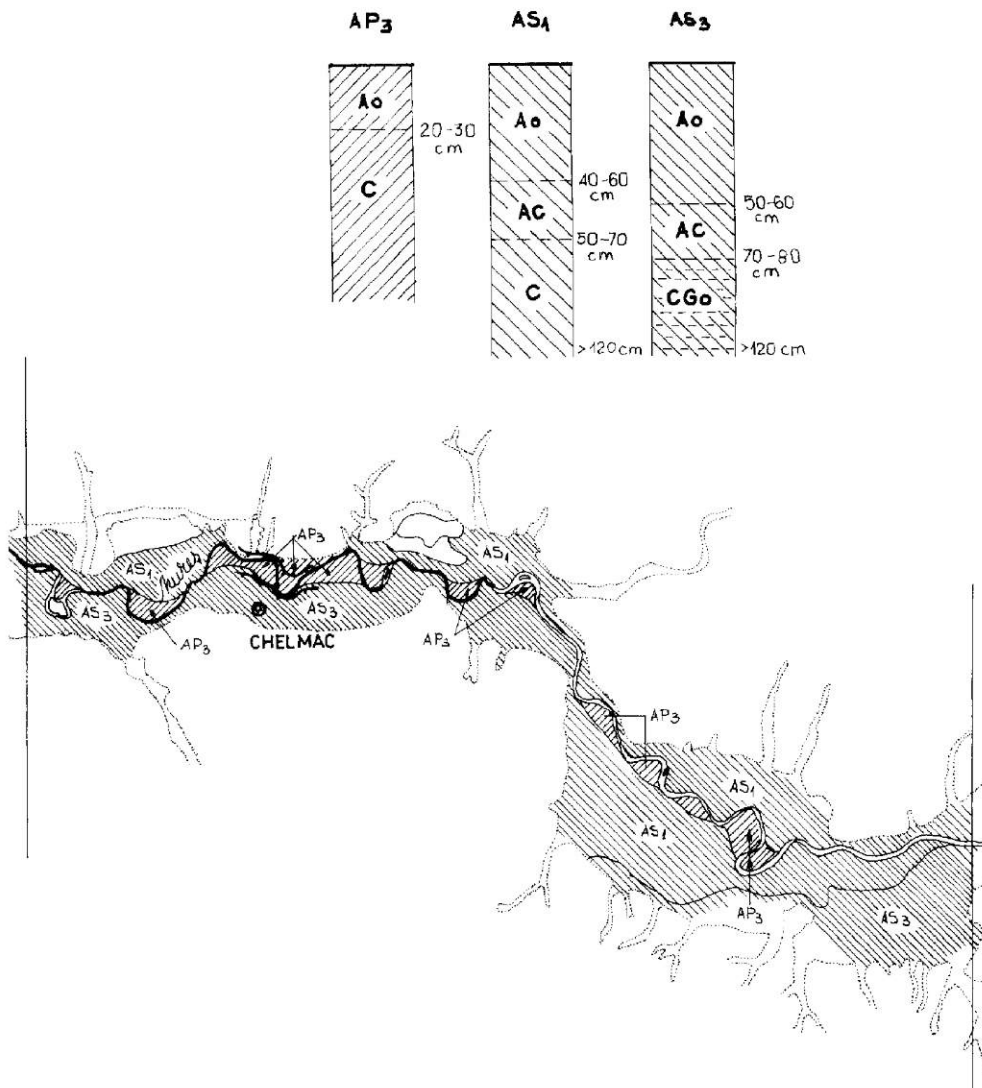 AP3
AS1
AS3
Ao
20-30
cm
C
Ao
40-60
cm
AC
50-70
cm
C
>120 cm
Ao
50-60
cm
AC
70-80
cm
CGo
>120 cm
AP3
AS1
AS1
Mureș
AS3
AS3
AP3
CHELMAC
AP3
AP3
AS1
AS1
AP3
AS3